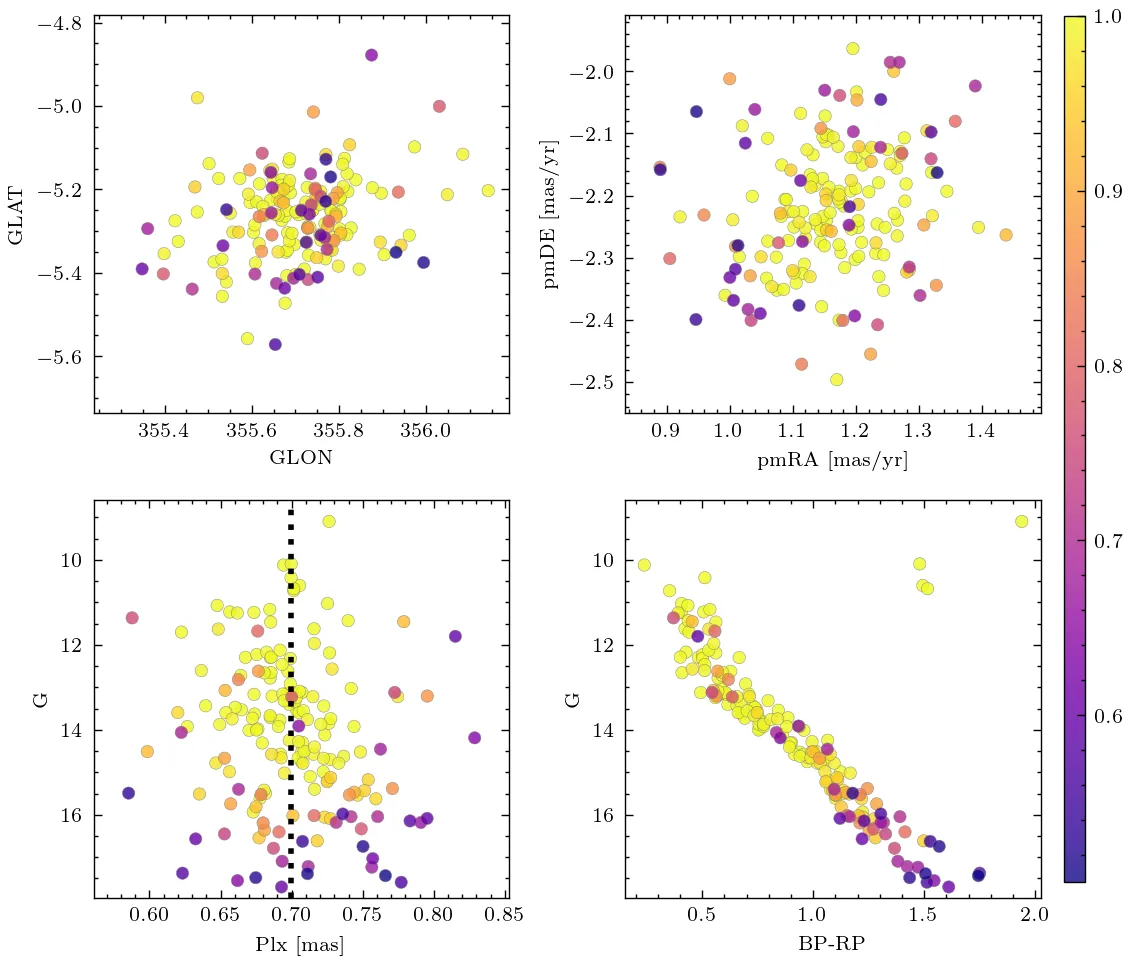 −4.8
−5.0
−5.2
−5.4
−5.6
GLAT
355.4 355.6 355.8 356.0
GLON
−2.0
−2.1
−2.2
−2.3
−2.4
−2.5
pmDE [mas/yr]
0.9 1.0 1.1 1.2 1.3 1.4
pmRA [mas/yr]
10
12
14
16
G
0.60 0.65 0.70 0.75 0.80 0.85
Plx [mas]
10
12
14
16
G
0.5 1.0 1.5 2.0
BP-RP
1.0
0.9
0.8
0.7
0.6